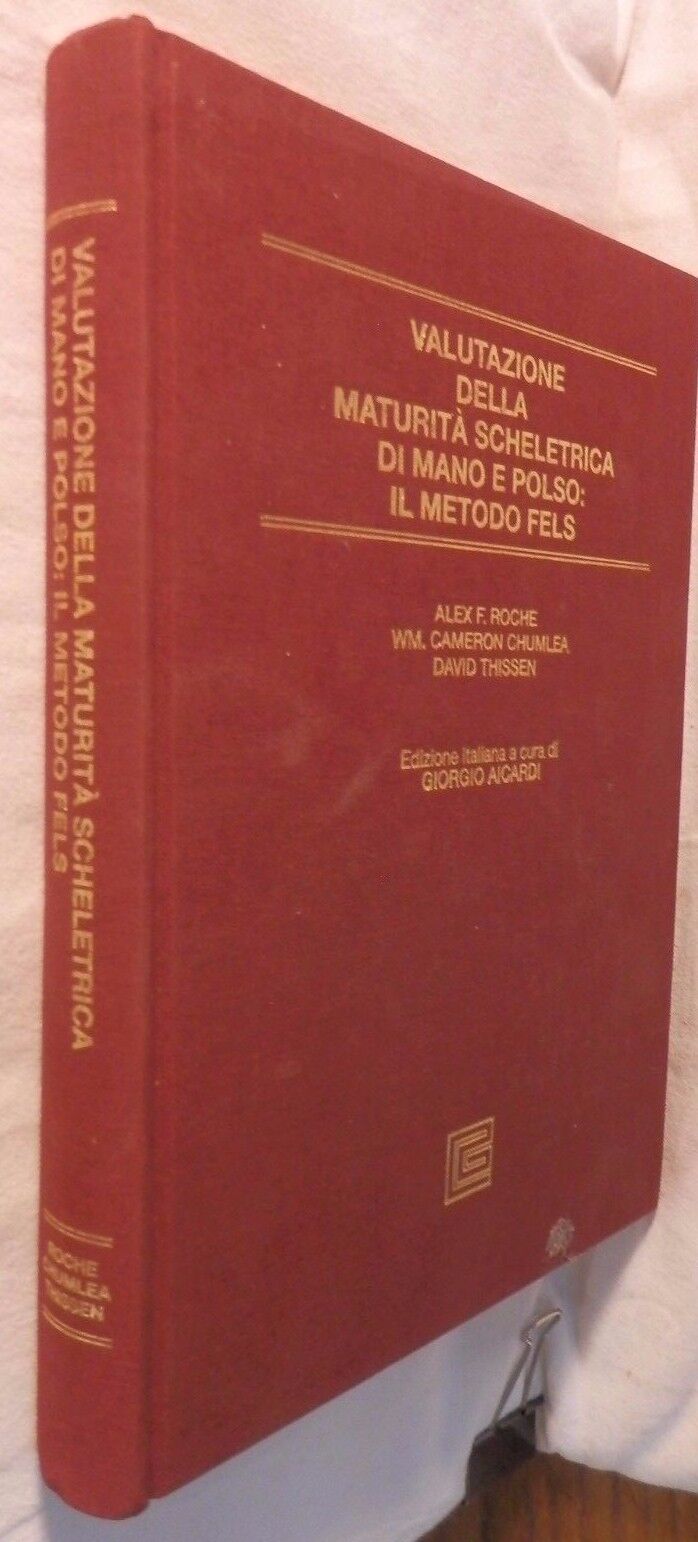 VALUTAZIONE DELLA MATURITÀ SCHELETRICA
DI MANO E POLSO: IL METODO FELS
ROCHE
CHUMLEA
THISSEN
VALUTAZIONE
DELLA
MATURITÀ SCHELETRICA
DI MANO E POLSO:
IL METODO FELS
ALEX F. ROCHE
WM. CAMERON CHUMLEA
DAVID THISSEN
Edizione italiana a cura di
GIORGIO AICARDI